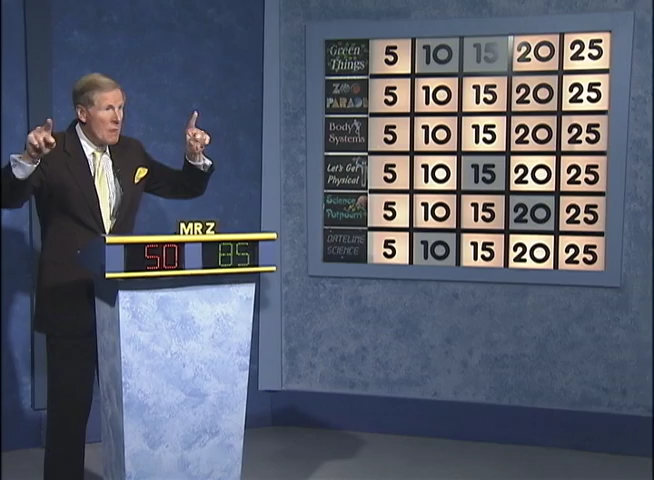 Green Things 5 10 15 20 25
ZOO PARADE 5 10 15 20 25
Body Systems 5 10 15 20 25
Let's Get Physical 5 10 15 20 25
Science Potpourri 5 10 15 20 25
DATELINE SCIENCE 5 10 15 20 25
MR Z
50 85